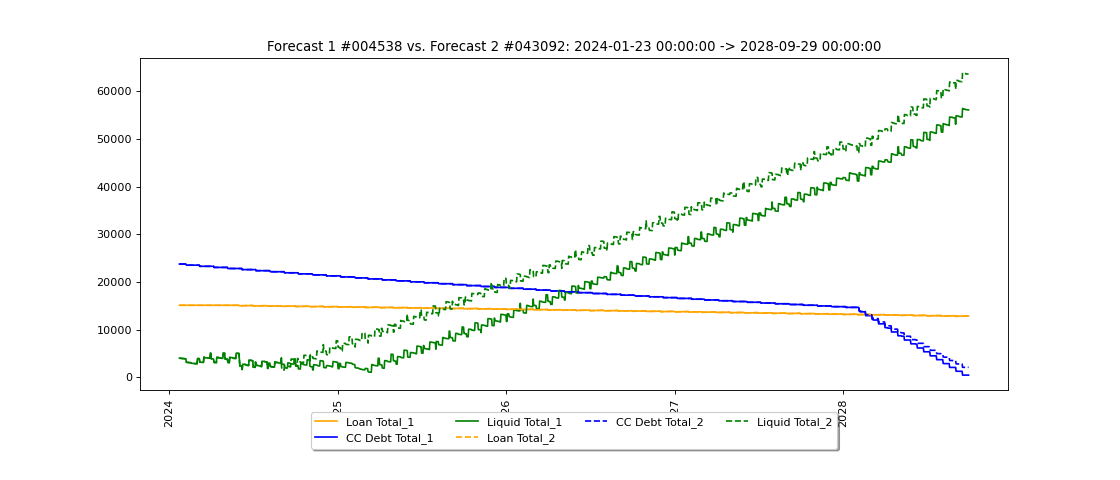 Forecast 1 #004538 vs. Forecast 2 #043092: 2024-01-23 00:00:00 -> 2028-09-29 00:00:00
60000
50000
40000
30000
20000
10000
0
2024
25
26
27
2028
Loan Total_1
Liquid Total_1
CC Debt Total_2
Liquid Total_2
CC Debt Total_1
Loan Total_2